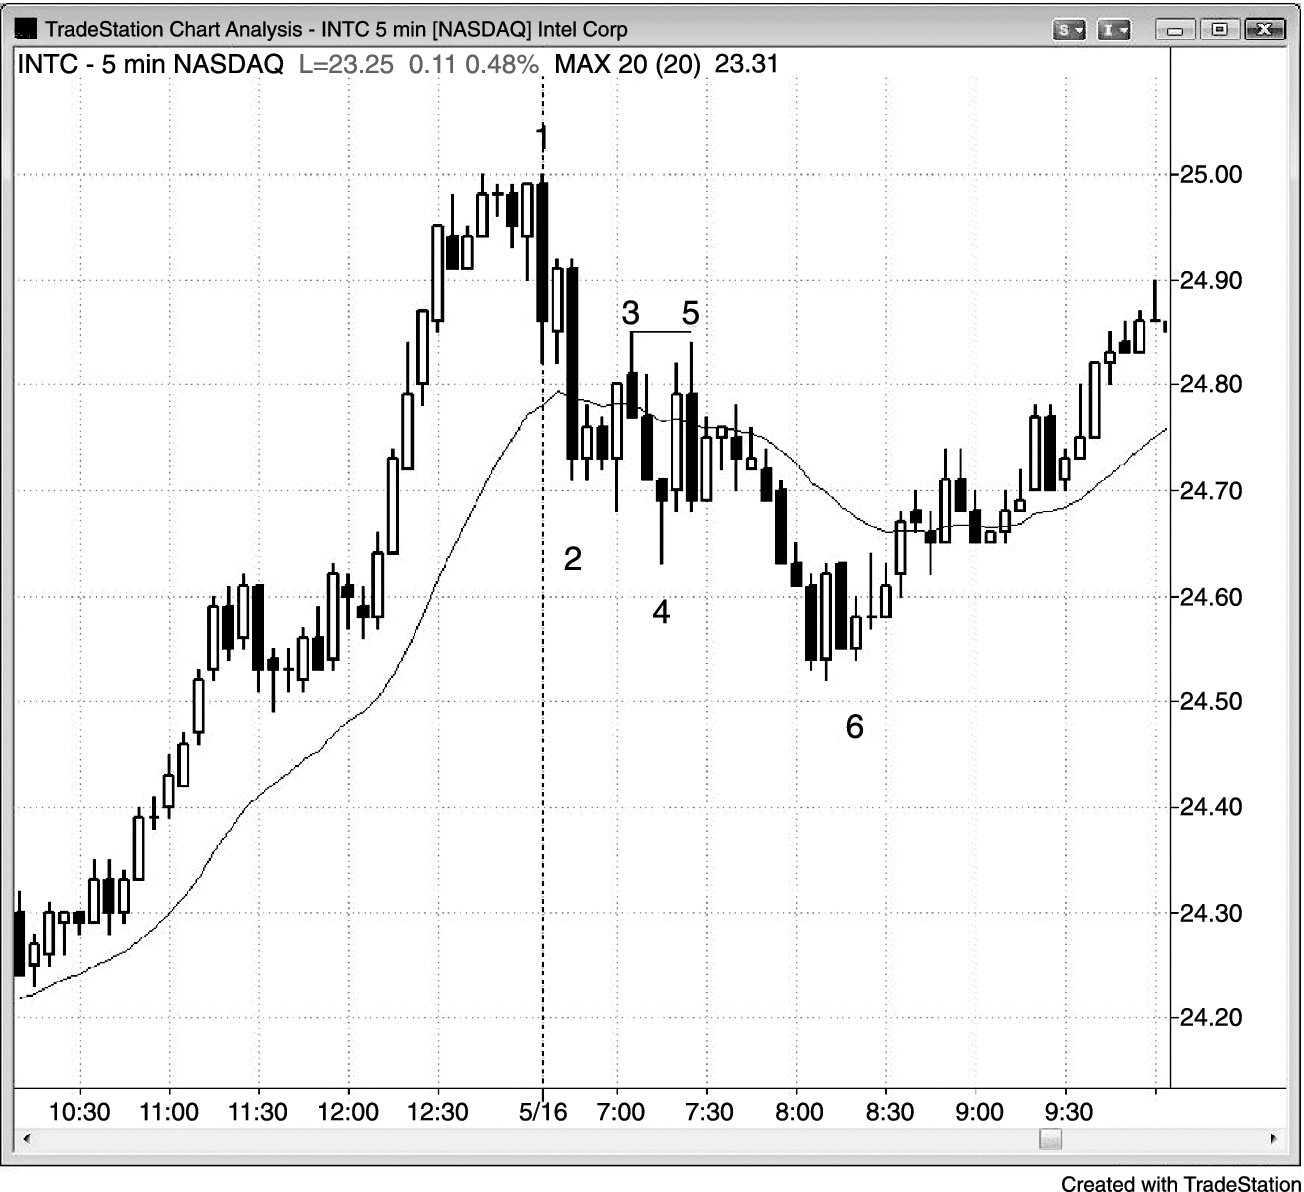 TradeStation Chart Analysis - INTC 5 min [NASDAQ] Intel Corp
S I
INTC - 5 min NASDAQ L=23.25 0.11 0.48% MAX 20 (20) 23.31
1
25.00
24.90
3 5
24.80
24.70
2
4
24.60
24.50
6
24.40
24.30
24.20
10:30 11:00 11:30 12:00 12:30 5/16 7:00 7:30 8:00 8:30 9:00 9:30
Created with TradeStation